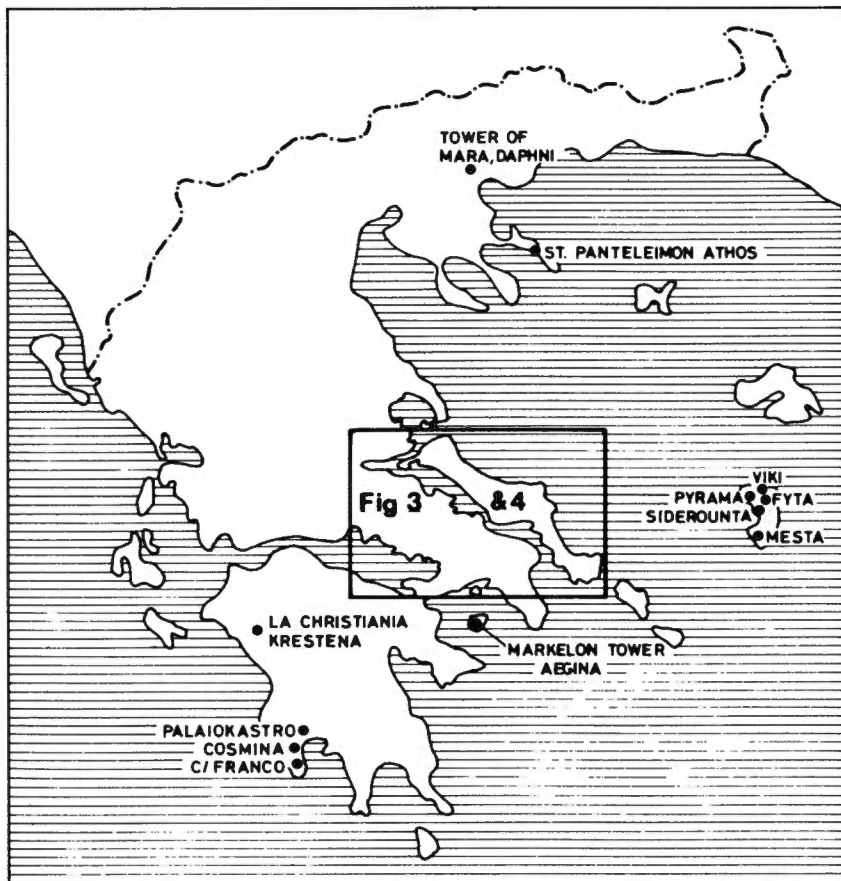 TOWER OF
MARA, DAPHNI
ST. PANTELEIMON ATHOS
Fig 3 &4
VIKI
PYRAMA FYTA
SIDEROUNTA
MESTA
LA CHRISTIANIA
KRESTENA
MARKELON TOWER
AEGINA
PALAIOKASTRO
COSMINA
C/FRANCO